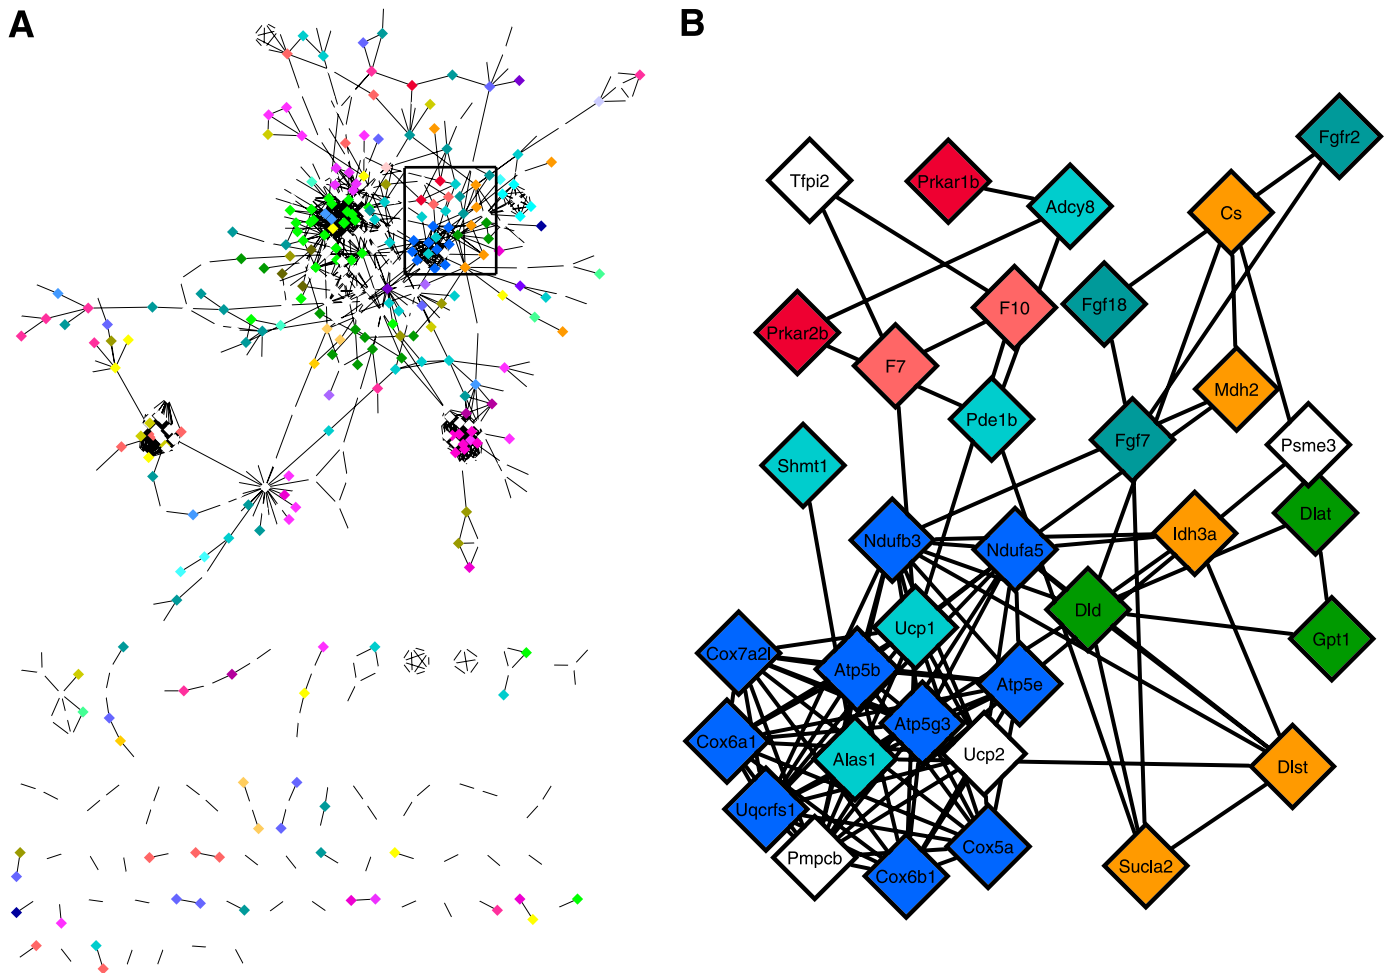 A
B
Fgfr2
Tfpi2
Prkar1b
Adcy8
Cs
F10
Fgf18
Prkar2b
F7
Mdh2
Pde1b
Fgf7
Psme3
Shmt1
Dlat
Ndufb3
Ndufa5
Idh3a
Dld
Ucp1
Gpt1
Cox7a2l
Atp5b
Atp5e
Atp5g3
Cox6a1
Ucp2
Alas1
Dlst
Uqcrfs1
Cox5a
Pmpcb
Sucla2
Cox6b1